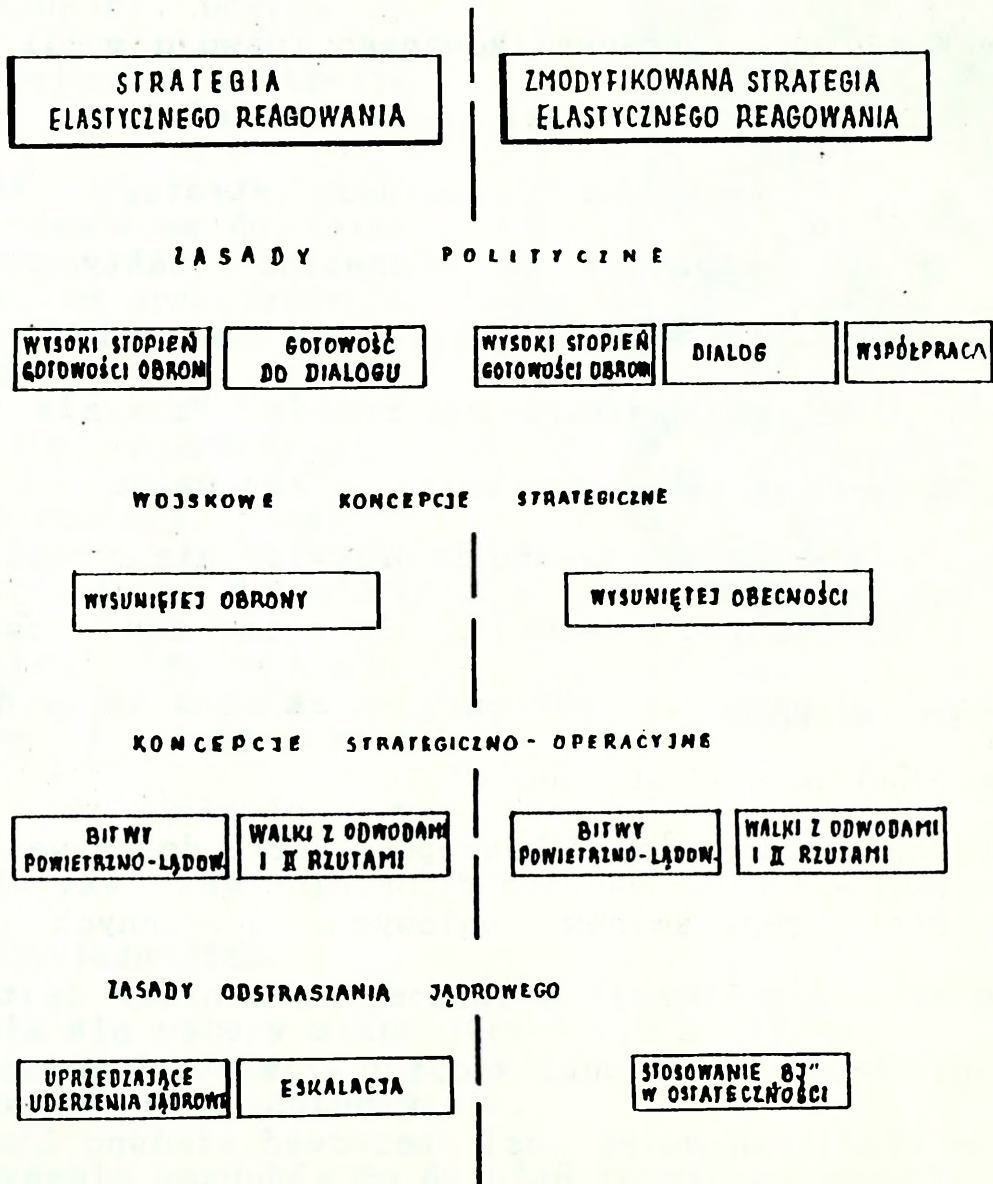 STRATEGIA
ELASTYCZNEGO REAGOWANIA
ZMODYFIKOWANA STRATEGIA
ELASTYCZNEGO REAGOWANIA
ZASADY POLITYCZNE
WYSOKI STOPIEŃ
GOTOWOŚCI OBRON
GOTOWOŚĆ
DO DIALOGU
WYSOKI STOPIEŃ
GOTOWOŚCI OBRON
DIALOG
WSPÓŁPRACA
WOJSKOWE KONCEPCJE STRATEGICZNE
WYSUNIĘTEJ OBRONY
WYSUNIĘTEJ OBECNOŚCI
KONCEPCJE STRATEGICZNO-OPERACYJNE
BITWY
POWIETRZNO-LĄDOW.
WALKI Z ODWODAMI
I II RZUTAMI
BITWY
POWIETRZNO-LĄDOW.
WALKI Z ODWODAMI
I II RZUTAMI
ZASADY ODSTRASZANIA JĄDROWEGO
UPRZEDZAJĄCE
UDERZENIA JĄDROWE
ESKALACJA
STOSOWANIE "BJ"
W OSTATECZNOŚCI